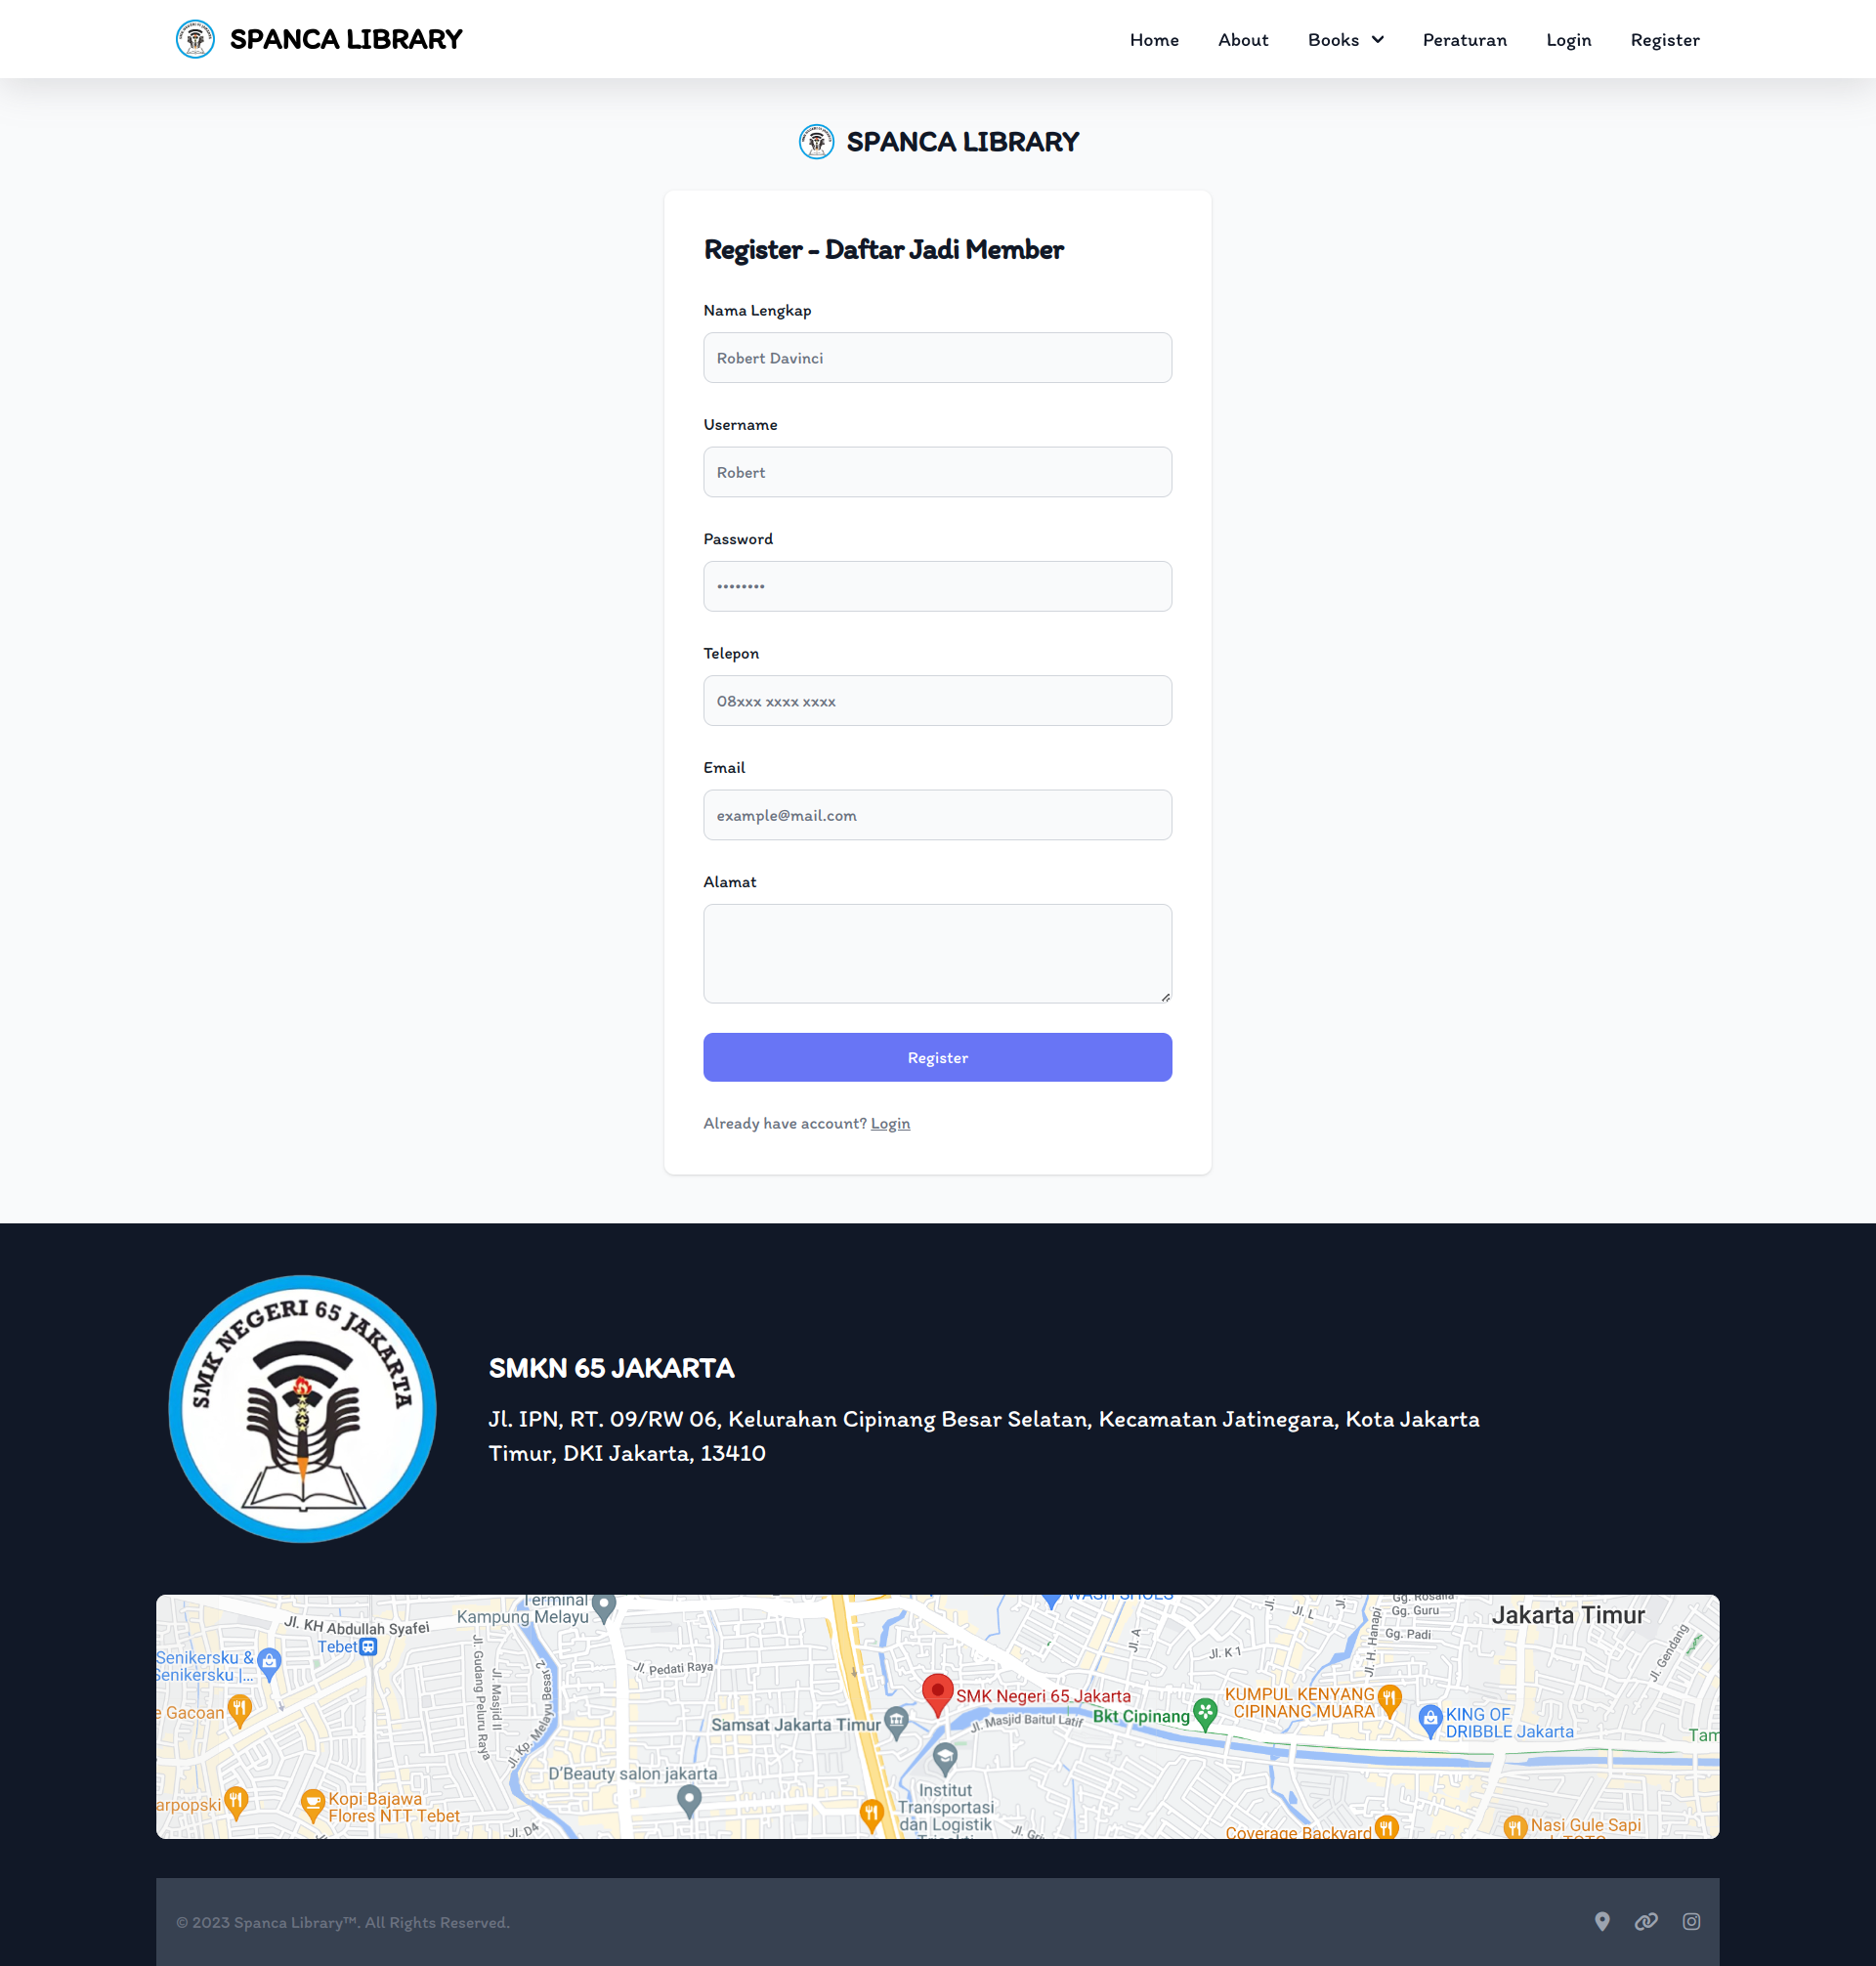 SPANCA LIBRARY
Home About Books Peraturan Login Register
SPANCA LIBRARY
Register - Daftar Jadi Member
Nama Lengkap
Robert Davinci
Username
Robert
Password
••••••••
Telepon
08xxx xxxx xxxx
Email
example@mail.com
Alamat
Register
Already have account? Login
SMK NEGERI 65 JAKARTA
SMKN 65 JAKARTA
Jl. IPN, RT. 09/RW 06, Kelurahan Cipinang Besar Selatan, Kecamatan Jatinegara, Kota Jakarta
Timur, DKI Jakarta, 13410
Terminal
Kampung Melayu
WASH SHOES
Gg. Rosalia
Gg. Guru
Gg. Padi
Jakarta Timur
Jl. KH Abdullah Syafei
Tebet
Senikersku &
Senikersku |...
Jl. Gudang Peluru Raya
Jl. Masjid II
Jl. Kp. Melayu Besar
Jl. Pedati Raya
Jl. A
Jl. L
Jl. K 1
Jl. H. Hanapi
Jl. Gendang
e Gacoan
SMK Negeri 65 Jakarta
Samsat Jakarta Timur
Jl. Masjid Baitul Latif
Bkt Cipinang
KUMPUL KENYANG
CIPINANG MUARA
KING OF
DRIBBLE Jakarta
Tam
D'Beauty salon jakarta
Institut
Transportasi
dan Logistik
Trisakti
arpopski
Kopi Bajawa
Flores NTT Tebet
Jl. D4
Coverage Backyard
Nasi Gule Sapi
© 2023 Spanca Library™. All Rights Reserved.